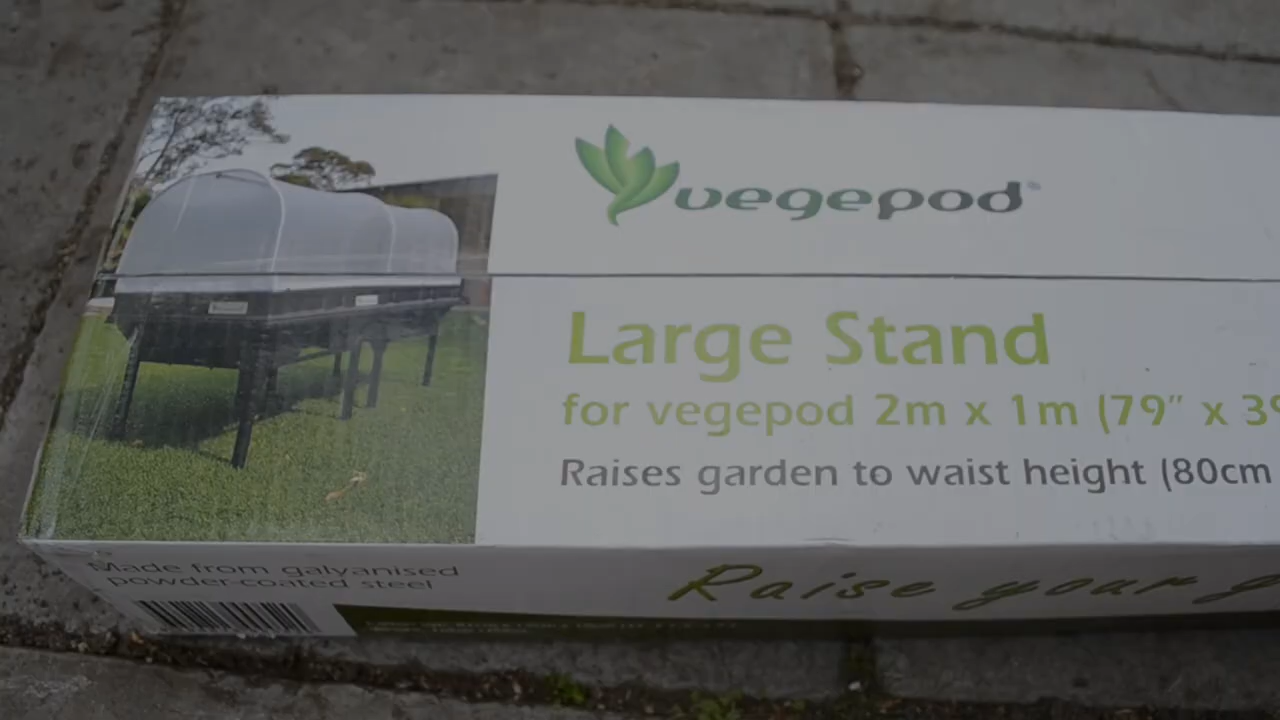 vegepod
Large Stand
for vegepod 2m x 1m (79" x 39
Raises garden to waist height (80cm
Made from galvanised
powder-coated steel
Raise your g